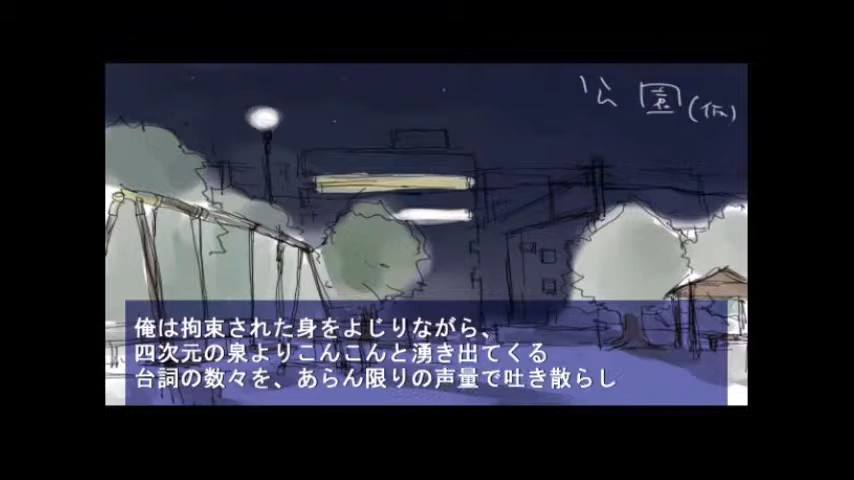 公園(仮)
俺は拘束された身をよじりながら、
四次元の泉よりこんこんと湧き出てくる
台詞の数々を、あらん限りの声量で吐き散らし